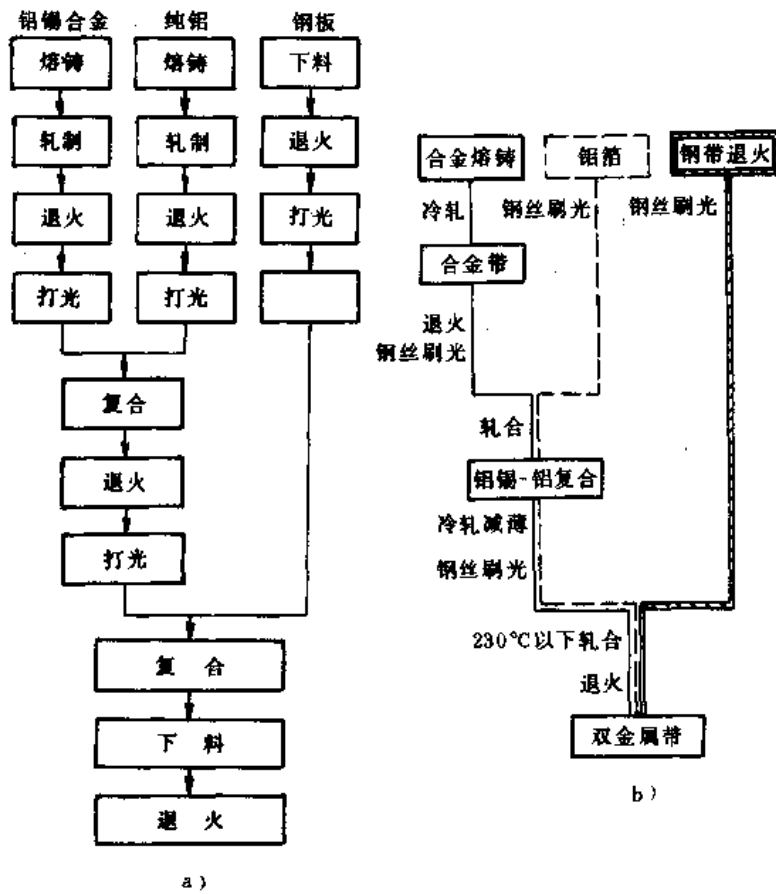 铝锡合金 纯铝 钢板
熔铸 熔铸 下料
轧制 轧制 退火
退火 退火 打光
打光 打光
复合
退火
打光
复 合
下 料
退 火
a)
合金熔铸 铝箔 钢带退火
冷轧 钢丝刷光 钢丝刷光
合金带
退火
钢丝刷光
轧合
铝锡-铝复合
冷轧减薄
钢丝刷光
230℃以下轧合
退火
双金属带
b)